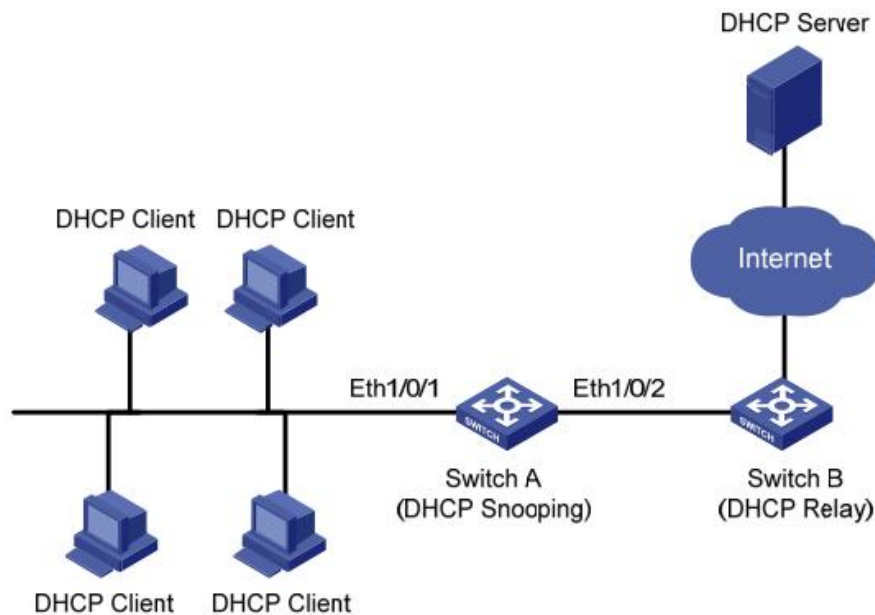 DHCP Server
DHCP Client
DHCP Client
Internet
Eth1/0/1
Eth1/0/2
SWITCH
SWITCH
Switch A
(DHCP Snooping)
Switch B
(DHCP Relay)
DHCP Client
DHCP Client